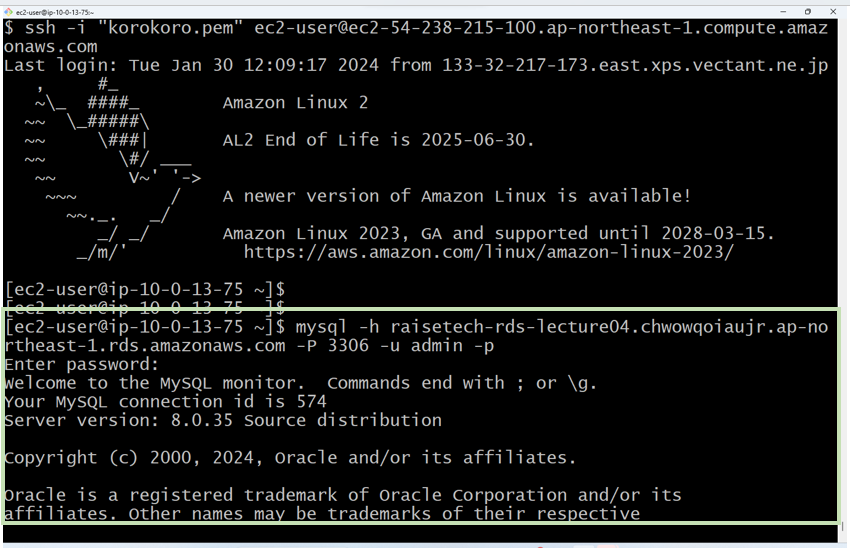 ec2-user@ip-10-0-13-75:~
$ ssh -i "korokoro.pem" ec2-user@ec2-54-238-215-100.ap-northeast-1.compute.amaz
onaws.com
Last login: Tue Jan 30 12:09:17 2024 from 133-32-217-173.east.xps.vectant.ne.jp
   ,     #_
   ~\_  ####_        Amazon Linux 2
  ~~  \_#####\
  ~~     \###|       AL2 End of Life is 2025-06-30.
  ~~       \#/ ___
   ~~       V~' '->
    ~~~         /    A newer version of Amazon Linux is available!
      ~~._.   _/
         _/ _/       Amazon Linux 2023, GA and supported until 2028-03-15.
       _/m/'           https://aws.amazon.com/linux/amazon-linux-2023/
[ec2-user@ip-10-0-13-75 ~]$
[ec2-user@ip-10-0-13-75 ~]$
[ec2-user@ip-10-0-13-75 ~]$ mysql -h raisetech-rds-lecture04.chwowqoiaujr.ap-no
rtheast-1.rds.amazonaws.com -P 3306 -u admin -p
Enter password:
Welcome to the MySQL monitor.  Commands end with ; or \g.
Your MySQL connection id is 574
Server version: 8.0.35 Source distribution
Copyright (c) 2000, 2024, Oracle and/or its affiliates.
Oracle is a registered trademark of Oracle Corporation and/or its
affiliates. Other names may be trademarks of their respective